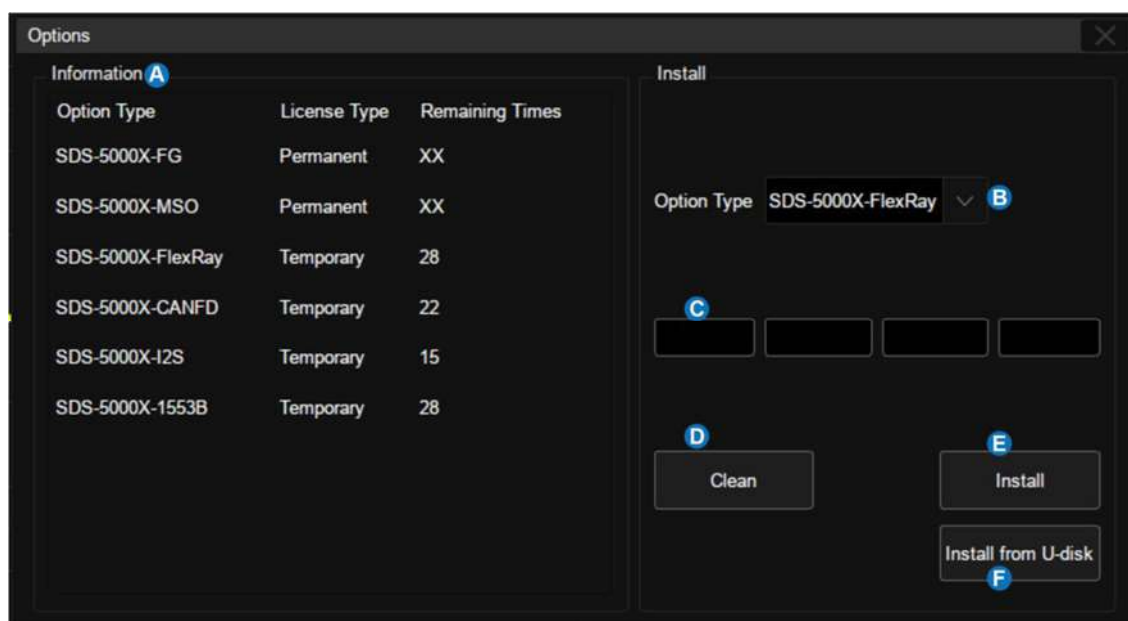 Options
Information A
Option Type License Type Remaining Times
SDS-5000X-FG Permanent XX
SDS-5000X-MSO Permanent XX
SDS-5000X-FlexRay Temporary 28
SDS-5000X-CANFD Temporary 22
SDS-5000X-I2S Temporary 15
SDS-5000X-1553B Temporary 28
Install
Option Type SDS-5000X-FlexRay B
C
D E
Clean Install
Install from U-disk
F